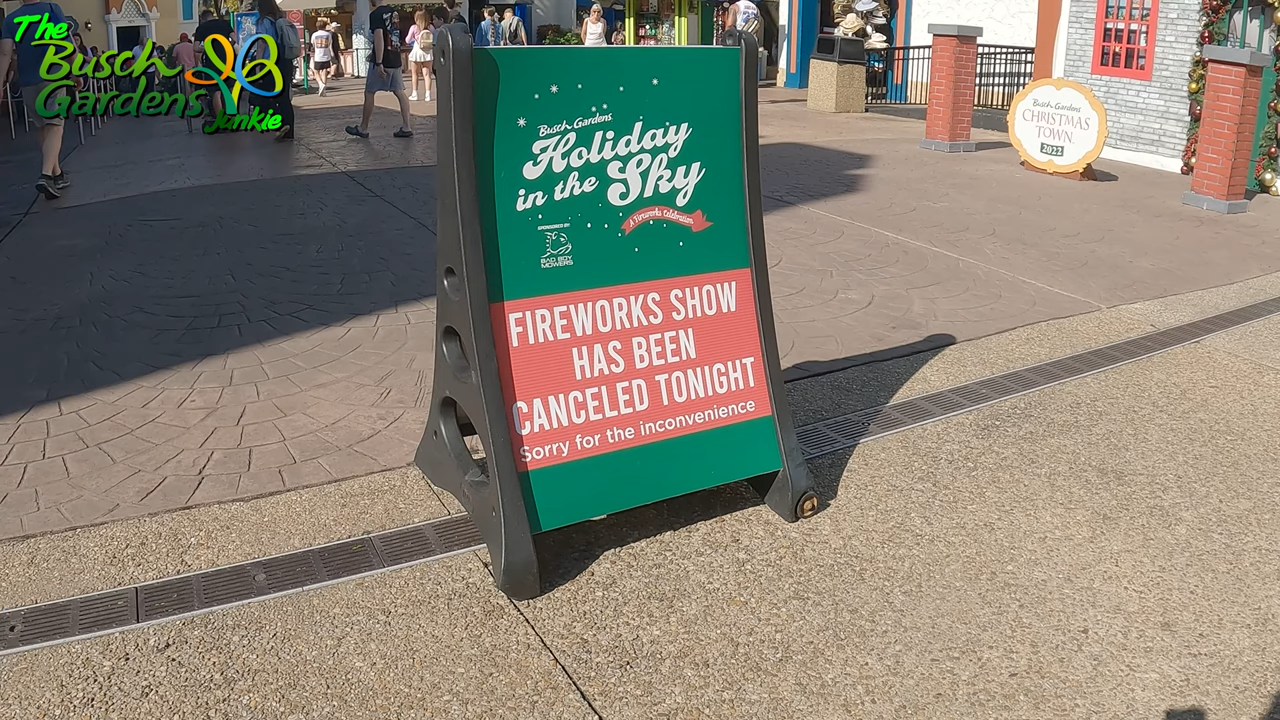 The
Busch
Gardens
Junkie
Busch Gardens
Holiday
in the Sky
A Fireworks Celebration
SPONSORED BY
BAD BOY
MOWERS
FIREWORKS SHOW
HAS BEEN
CANCELED TONIGHT
Sorry for the inconvenience
Busch Gardens
CHRISTMAS
TOWN
2022